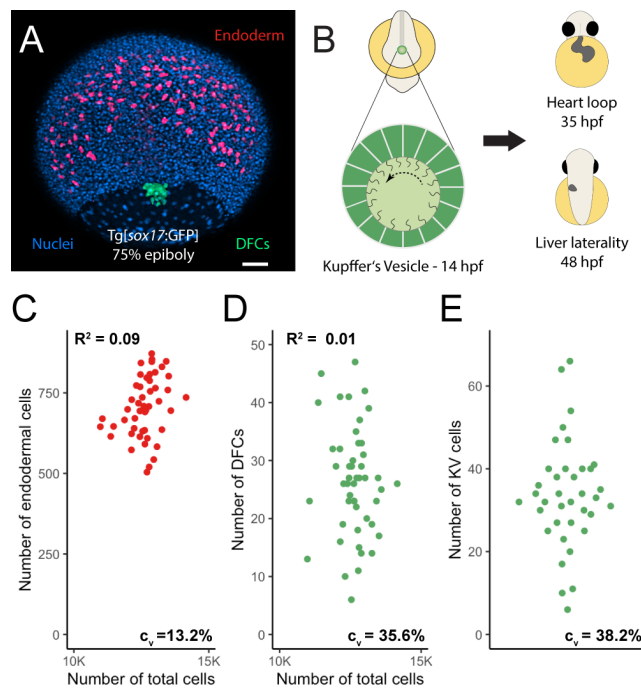 A
Endoderm
Nuclei
Tg[sox17:GFP]
75% epiboly
DFCs
B
Kupffer's Vesicle - 14 hpf
Heart loop
35 hpf
Liver laterality
48 hpf
C
R² = 0.09
Number of endodermal cells
750
500
250
0
c_v =13.2%
10K
15K
Number of total cells
D
R² = 0.01
Number of DFCs
50
40
30
20
10
0
c_v =35.6%
10K
15K
Number of total cells
E
Number of KV cells
60
40
20
0
c_v =38.2%